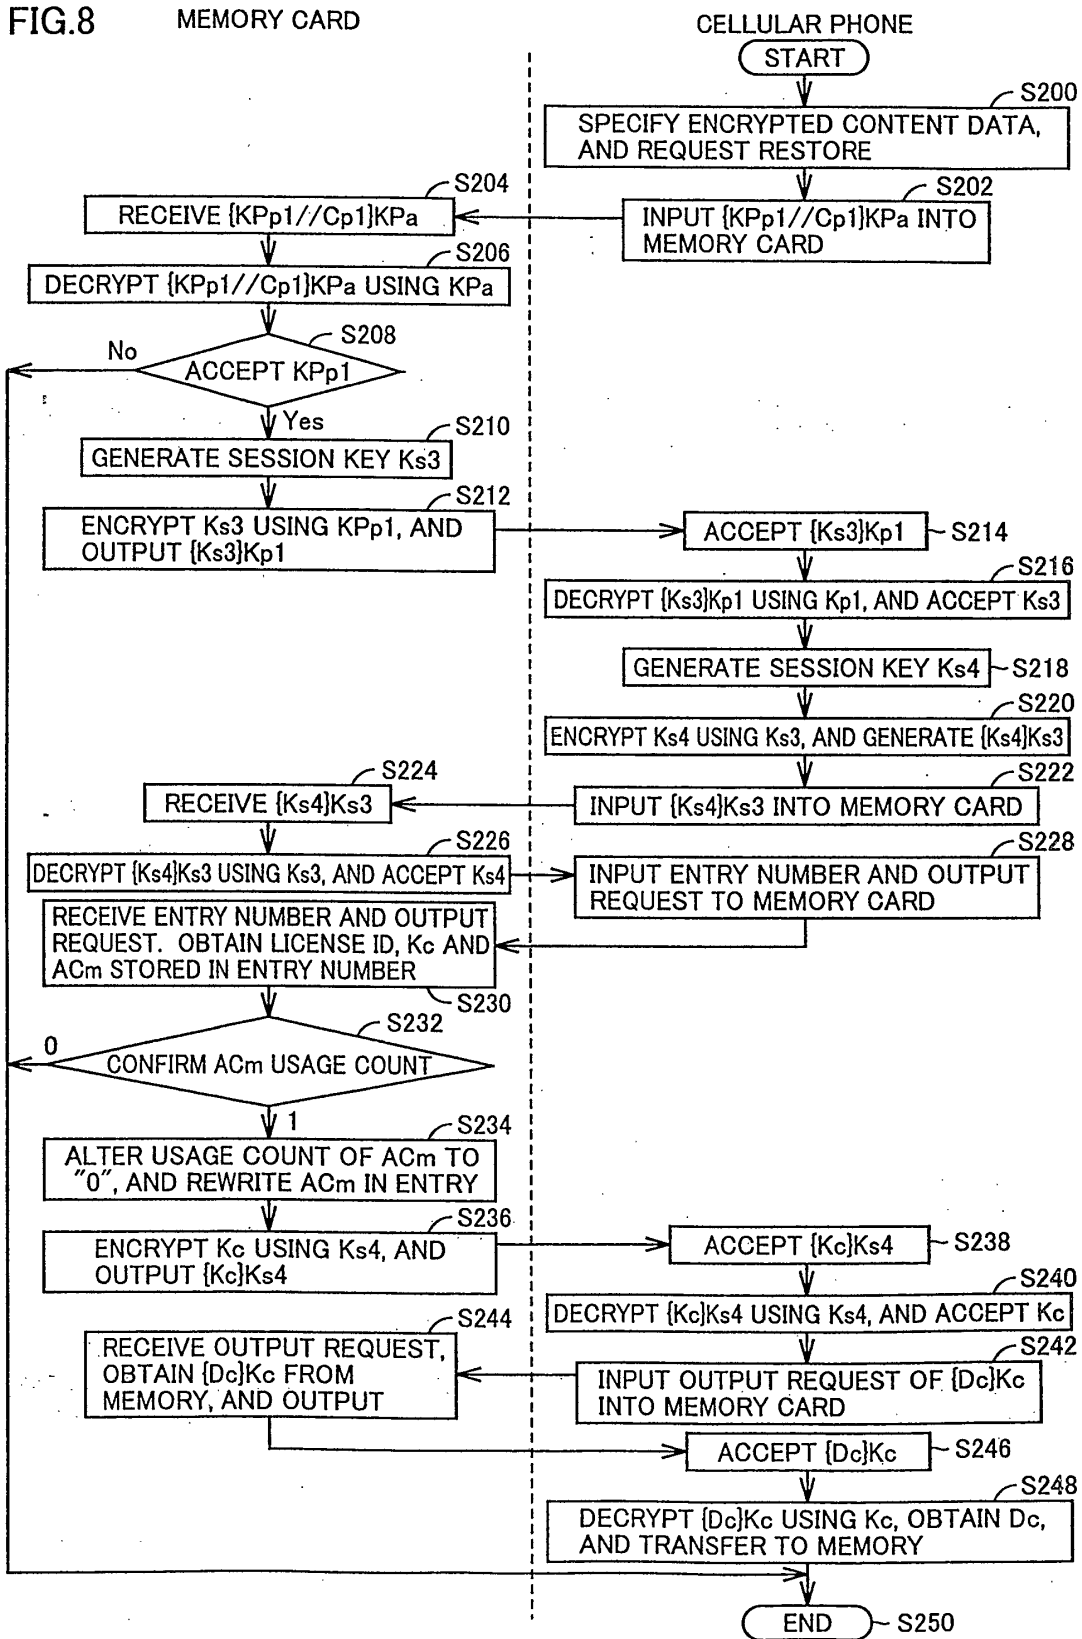 FIG.8
MEMORY CARD
CELLULAR PHONE
START
S200
SPECIFY ENCRYPTED CONTENT DATA,
AND REQUEST RESTORE
S202
INPUT {KPp1//Cp1}KPa INTO
MEMORY CARD
S204
RECEIVE {KPp1//Cp1}KPa
S206
DECRYPT {KPp1//Cp1}KPa USING KPa
S208
No
ACCEPT KPp1
Yes
S210
GENERATE SESSION KEY Ks3
S212
ENCRYPT Ks3 USING KPp1, AND
OUTPUT {Ks3}Kp1
ACCEPT {Ks3}Kp1
S214
S216
DECRYPT {Ks3}Kp1 USING Kp1, AND ACCEPT Ks3
GENERATE SESSION KEY Ks4
S218
S220
ENCRYPT Ks4 USING Ks3, AND GENERATE {Ks4}Ks3
S222
INPUT {Ks4}Ks3 INTO MEMORY CARD
S224
RECEIVE {Ks4}Ks3
S226
DECRYPT {Ks4}Ks3 USING Ks3, AND ACCEPT Ks4
S228
INPUT ENTRY NUMBER AND OUTPUT
REQUEST TO MEMORY CARD
RECEIVE ENTRY NUMBER AND OUTPUT
REQUEST. OBTAIN LICENSE ID, Kc AND
ACm STORED IN ENTRY NUMBER
S230
S232
0
CONFIRM ACm USAGE COUNT
1
S234
ALTER USAGE COUNT OF ACm TO
"0", AND REWRITE ACm IN ENTRY
S236
ENCRYPT Kc USING Ks4, AND
OUTPUT {Kc}Ks4
ACCEPT {Kc}Ks4
S238
S240
DECRYPT {Kc}Ks4 USING Ks4, AND ACCEPT Kc
S242
INPUT OUTPUT REQUEST OF {Dc}Kc
INTO MEMORY CARD
S244
RECEIVE OUTPUT REQUEST,
OBTAIN {Dc}Kc FROM
MEMORY, AND OUTPUT
ACCEPT {Dc}Kc
S246
S248
DECRYPT {Dc}Kc USING Kc, OBTAIN Dc,
AND TRANSFER TO MEMORY
END
S250